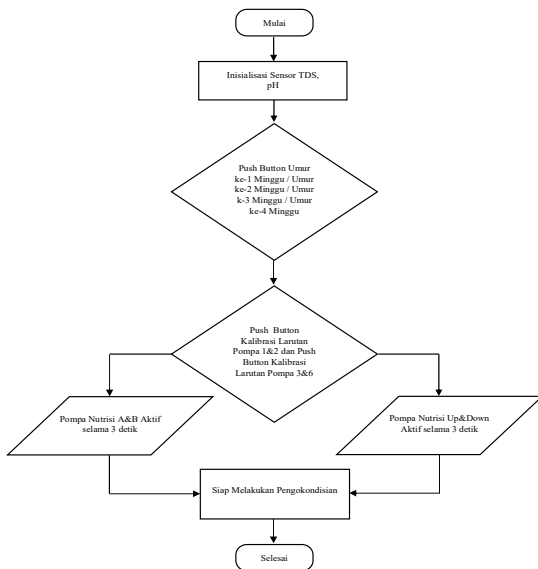 Mulai
Inisialisasi Sensor TDS,
pH
Push Button Umur
ke-1 Minggu / Umur
ke-2 Minggu / Umur
k-3 Minggu / Umur
ke-4 Minggu
Push Button
Kalibrasi Larutan
Pompa 1&2 dan Push
Button Kalibrasi
Larutan Pompa 3&6
Pompa Nutrisi A&B Aktif
selama 3 detik
Pompa Nutrisi Up&Down
Aktif selama 3 detik
Siap Melakukan Pengokondisian
Selesai